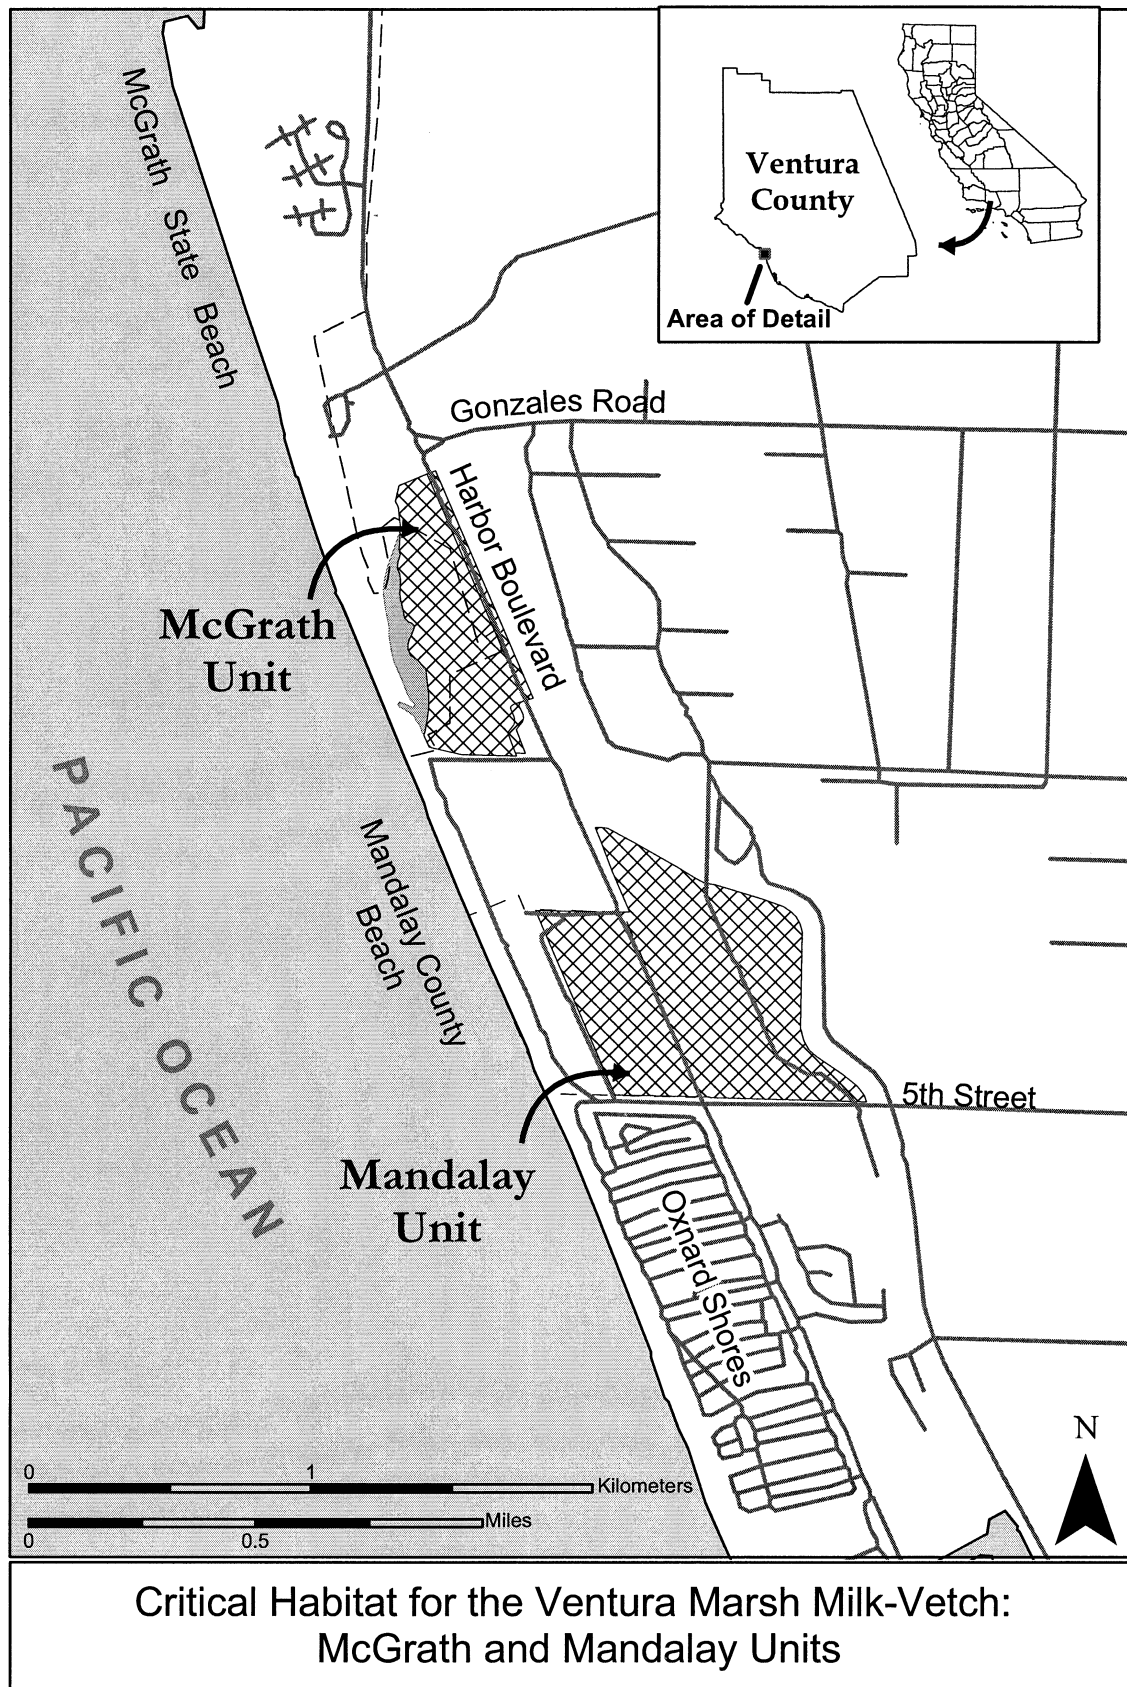 Ventura
County
Area of Detail
McGrath State Beach
Gonzales Road
Harbor Boulevard
McGrath
Unit
PACIFIC OCEAN
Mandalay County
Beach
5th Street
Mandalay
Unit
Oxnard Shores
N
0 1
Kilometers
Miles
0 0.5
Critical Habitat for the Ventura Marsh Milk-Vetch:
McGrath and Mandalay Units